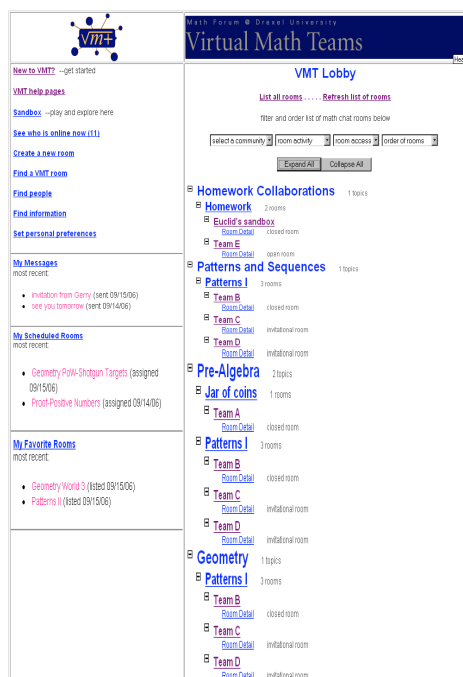 vmt
Math Forum @ Drexel University
Virtual Math Teams
New to VMT? --get started
VMT help pages
Sandbox --play and explore here
See who is online now (11)
Create a new room
Find a VMT room
Find people
Find information
Set personal preferences
My Messages
most recent:
invitation from Gerry (sent 09/15/06)
see you tomorrow (sent 09/14/06)
My Scheduled Rooms
most recent:
Geometry PoW-Shotgun Targets (assigned
09/15/06)
Proof-Positive Numbers (assigned 09/14/06)
My Favorite Rooms
most recent:
Geometry World 3 (listed 09/15/06)
Patterns II (listed 09/15/06)
VMT Lobby
List all rooms . . . . . Refresh list of rooms
filter and order list of math chat rooms below
select a community room activity room access order of rooms
Expand All Collapse All
Homework Collaborations 1 topics
Homework 2 rooms
Euclid's sandbox
Room Detail closed room
Team E
Room Detail open room
Patterns and Sequences 1 topics
Patterns I 3 rooms
Team B
Room Detail closed room
Team C
Room Detail invitational room
Team D
Room Detail invitational room
Pre-Algebra 2 topics
Jar of coins 1 rooms
Team A
Room Detail closed room
Patterns I 3 rooms
Team B
Room Detail closed room
Team C
Room Detail invitational room
Team D
Room Detail invitational room
Geometry 1 topics
Patterns I 3 rooms
Team B
Room Detail closed room
Team C
Room Detail invitational room
Team D
Room Detail invitational room